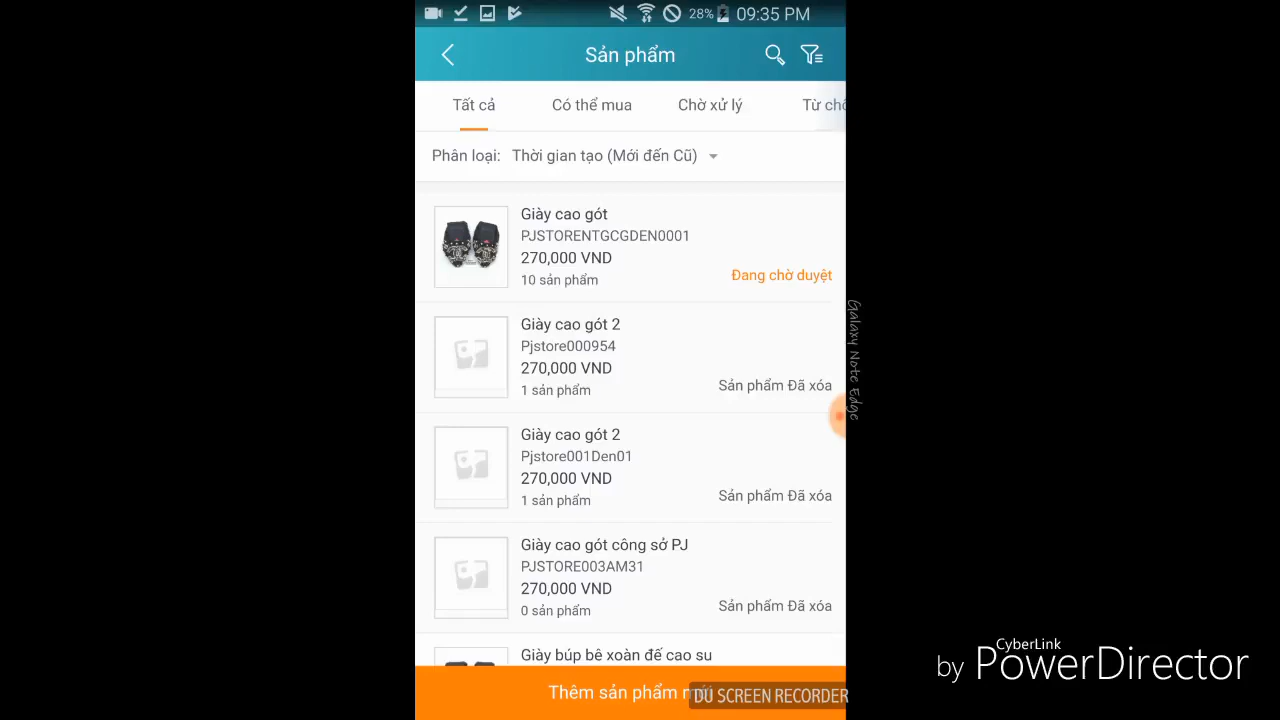 28% 09:35 PM
Sản phẩm
Tất cả
Có thể mua
Chờ xử lý
Từ
Phân loại: Thời gian tạo (Mới đến Cũ)
Giày cao gót
PJSTORENTGCGDEN0001
270,000 VND
10 sản phẩm
Đang chờ duyệt
Giày cao gót 2
Pjstore000954
270,000 VND
1 sản phẩm
Sản phẩm Đã xóa
Giày cao gót 2
Pjstore001Den01
270,000 VND
1 sản phẩm
Sản phẩm Đã xóa
Giày cao gót công sở PJ
PJSTORE003AM31
270,000 VND
0 sản phẩm
Sản phẩm Đã xóa
Giày búp bê xoàn đế cao su
Thêm sản phẩm
DU SCREEN RECORDER
Galaxy Note Edge
CyberLink
by PowerDirector